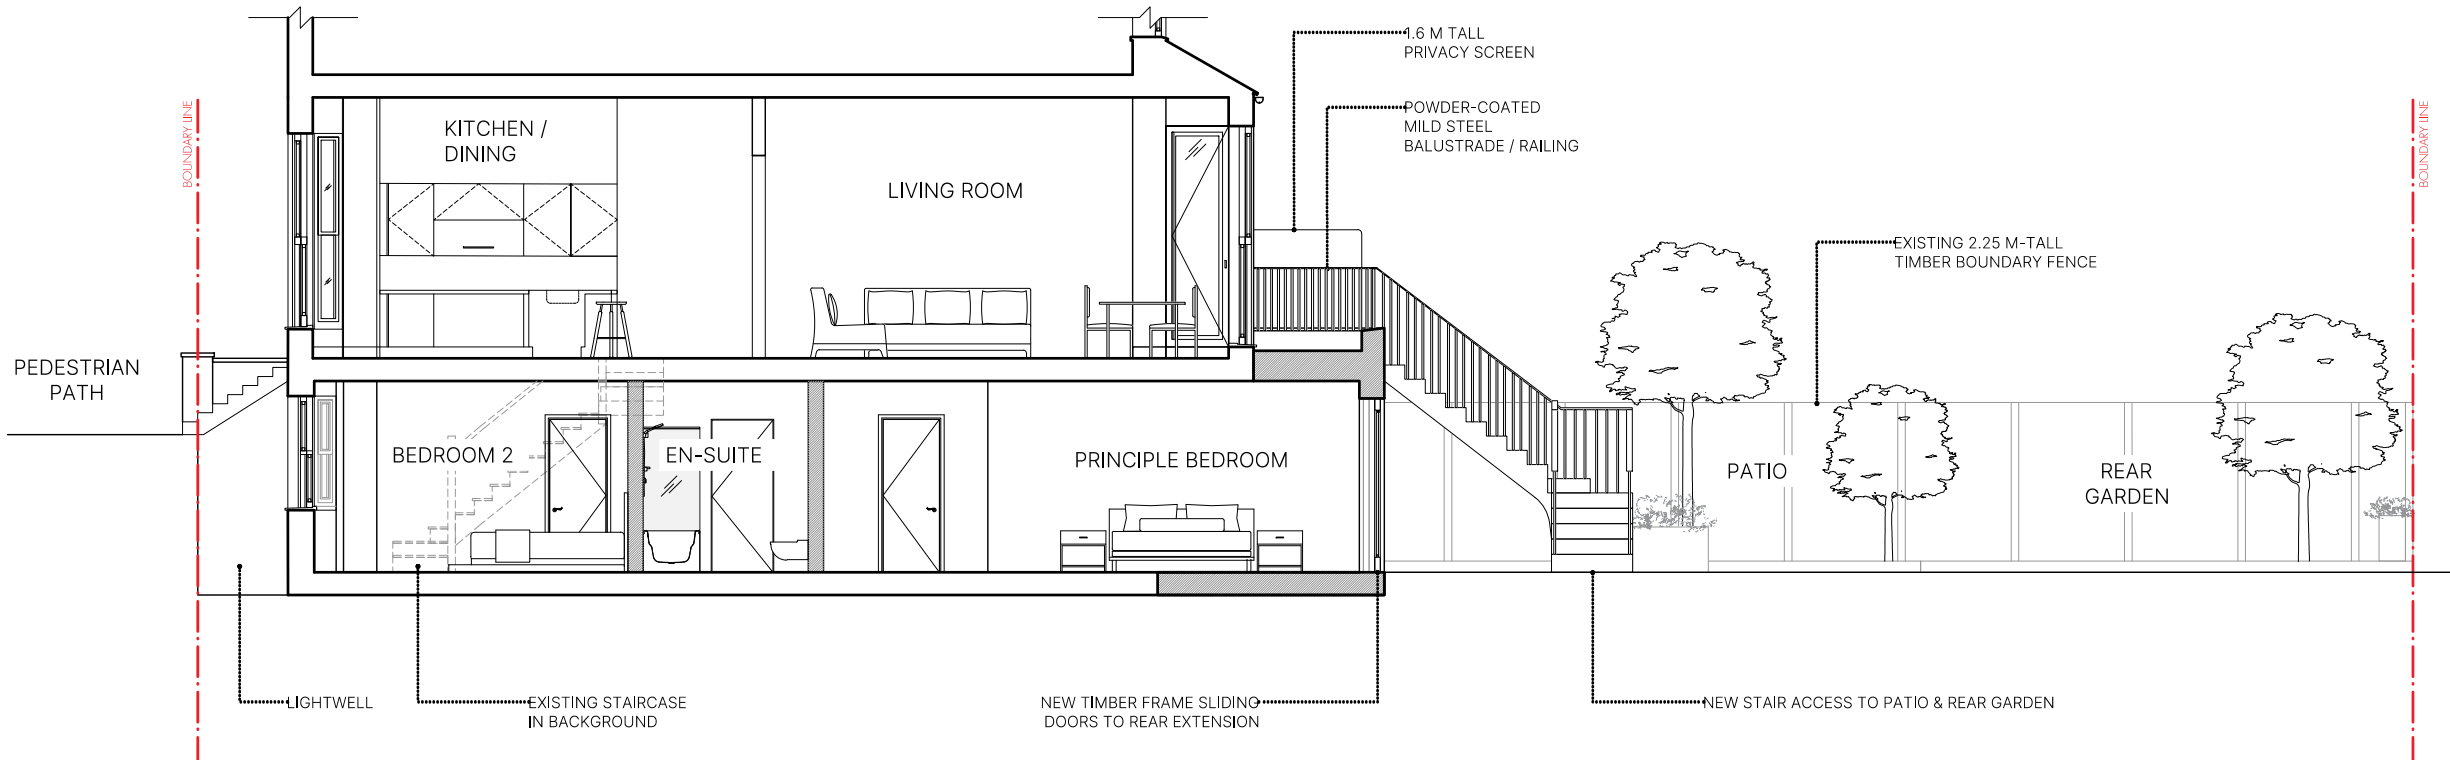 1.6 M TALL
PRIVACY SCREEN
POWDER-COATED
MILD STEEL
BALUSTRADE / RAILING
BOUNDARY LINE
KITCHEN /
DINING
LIVING ROOM
BOUNDARY LINE
EXISTING 2.25 M-TALL
TIMBER BOUNDARY FENCE
PEDESTRIAN
PATH
BEDROOM 2
EN-SUITE
PRINCIPLE BEDROOM
PATIO
REAR
GARDEN
LIGHTWELL
EXISTING STAIRCASE
IN BACKGROUND
NEW TIMBER FRAME SLIDING
DOORS TO REAR EXTENSION
NEW STAIR ACCESS TO PATIO & REAR GARDEN